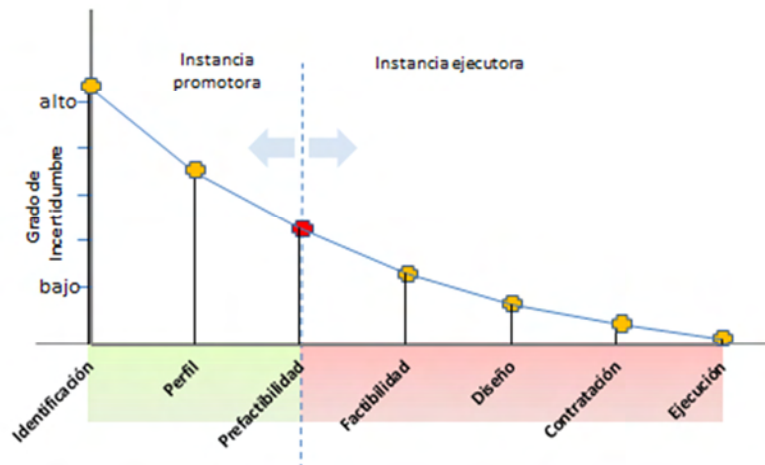 Instancia
promotora
Instancia ejecutora
alto
Grado de
Incertidumbre
bajo
Identificación
Perfil
Prefactibilidad
Factibilidad
Diseño
Contratación
Ejecución